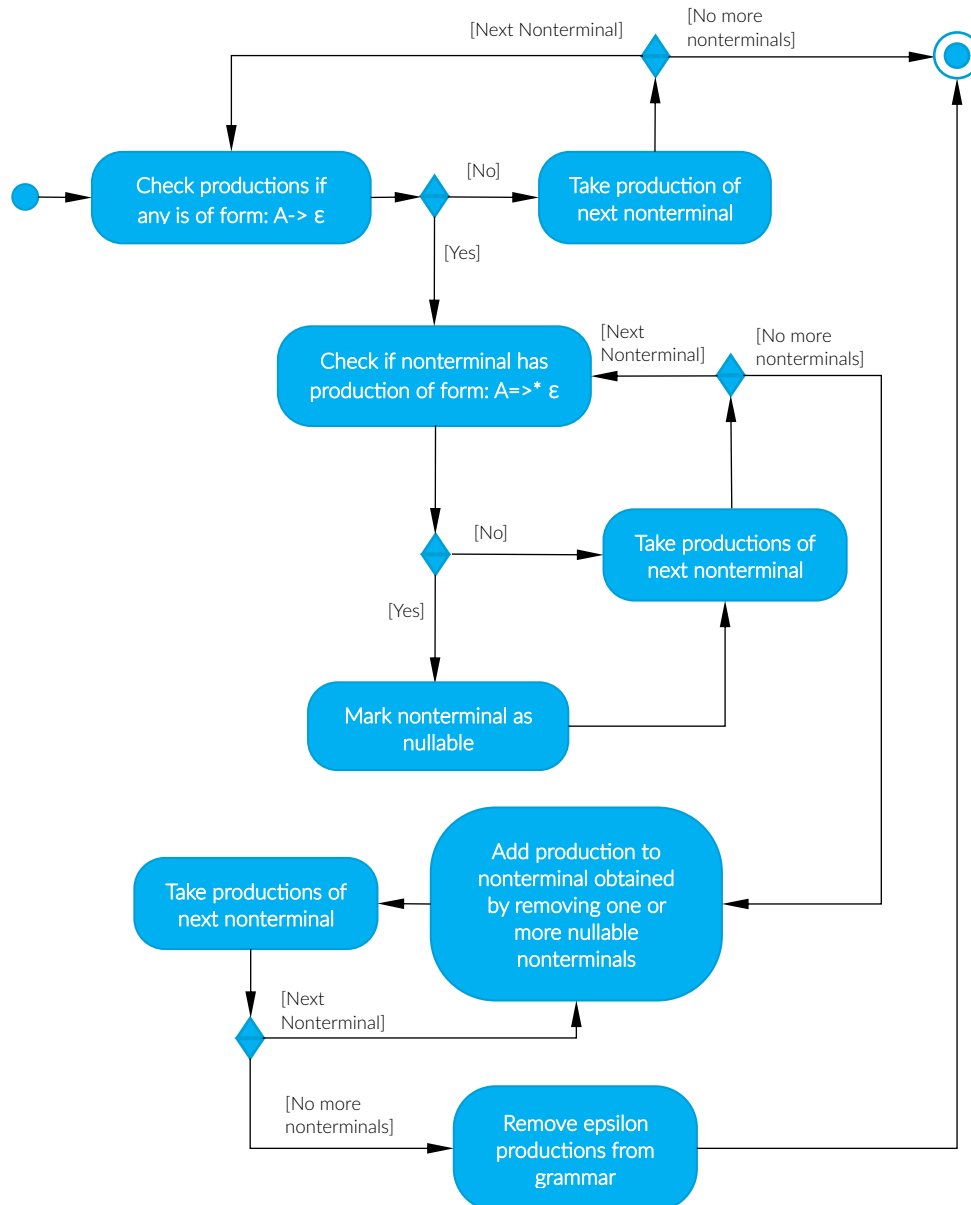 [Next Nonterminal]
[No more
nonterminals]
Check productions if
any is of form: A-> ε
[No]
Take production of
next nonterminal
[Yes]
Check if nonterminal has
production of form: A=>* ε
[Next
Nonterminal]
[No more
nonterminals]
[No]
Take productions of
next nonterminal
[Yes]
Mark nonterminal as
nullable
Add production to
nonterminal obtained
by removing one or
more nullable
nonterminals
Take productions of
next nonterminal
[Next
Nonterminal]
[No more
nonterminals]
Remove epsilon
productions from
grammar